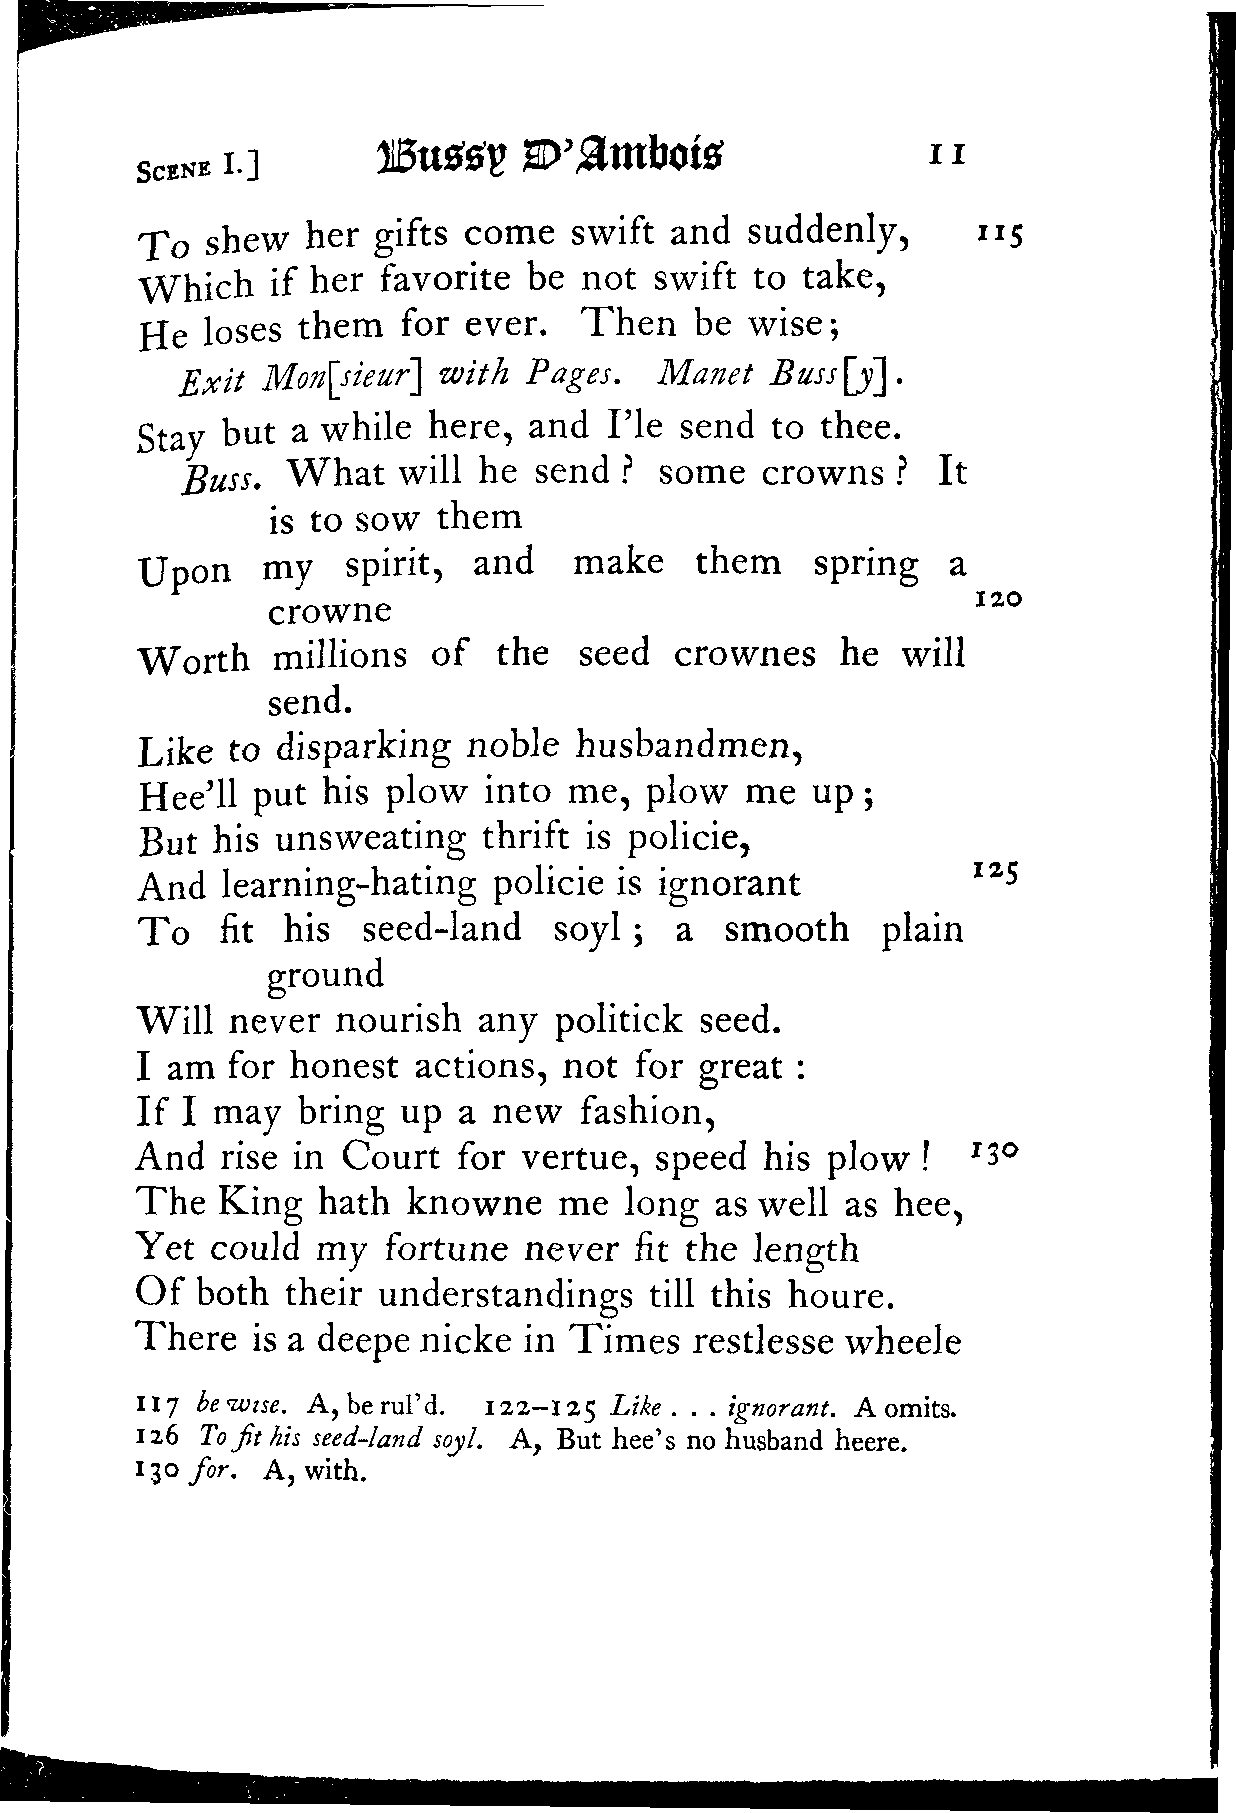 SCENE I.] Bussy D'Ambois 11
To shew her gifts come swift and suddenly, 115
Which if her favorite be not swift to take,
He loses them for ever. Then be wise;
Exit Mon[sieur] with Pages. Manet Buss[y].
Stay but a while here, and I'le send to thee.
Buss. What will he send? some crowns? It
is to sow them
Upon my spirit, and make them spring a
crowne 120
Worth millions of the seed crownes he will
send.
Like to disparking noble husbandmen,
Hee'll put his plow into me, plow me up;
But his unsweating thrift is policie,
And learning-hating policie is ignorant 125
To fit his seed-land soyl; a smooth plain
ground
Will never nourish any politick seed.
I am for honest actions, not for great:
If I may bring up a new fashion,
And rise in Court for vertue, speed his plow! 130
The King hath knowne me long as well as hee,
Yet could my fortune never fit the length
Of both their understandings till this houre.
There is a deepe nicke in Times restlesse wheele
117 be wise. A, be rul'd. 122–125 Like . . . ignorant. A omits.
126 To fit his seed-land soyl. A, But hee's no husband heere.
130 for. A, with.